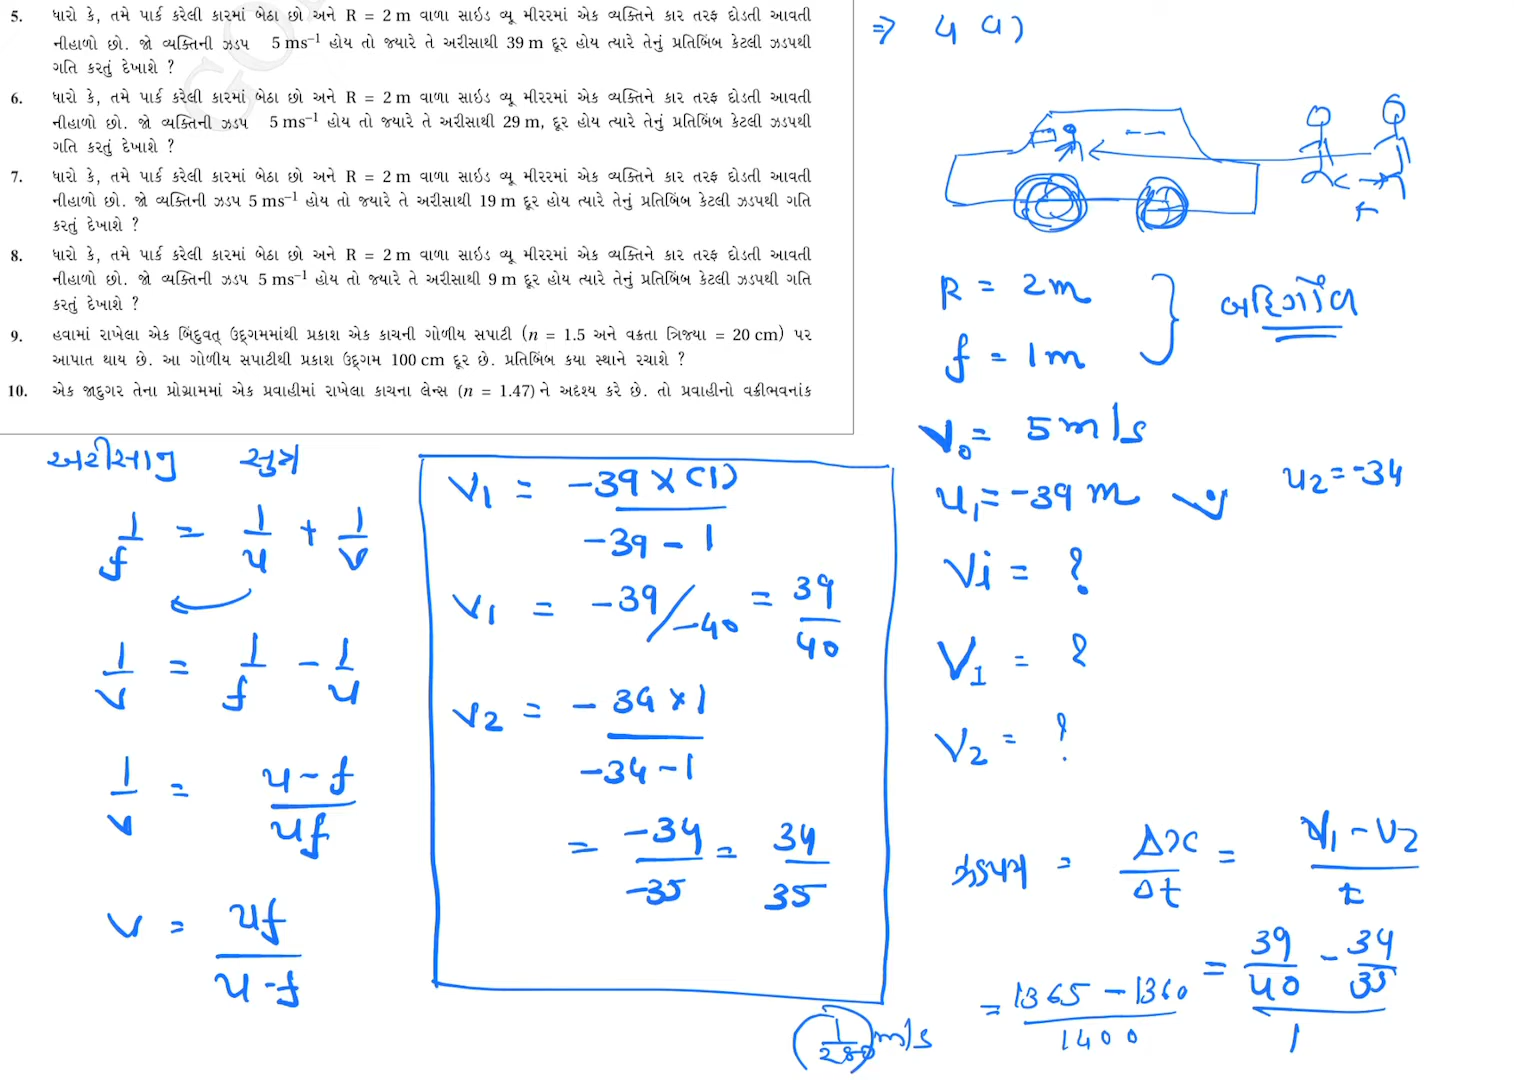 5. ધારો કે, તમે પાર્ક કરેલી કારમાં બેઠા છો અને R = 2 m વાળા સાઇડ વ્યૂ મીરરમાં એક વ્યક્તિને કાર તરફ દોડતી આવતી
નીહાળો છો. જો વ્યક્તિની ઝડપ 5 ms⁻¹ હોય તો જ્યારે તે અરીસાથી 39 m દૂર હોય ત્યારે તેનું પ્રતિબિંબ કેટલી ઝડપથી
ગતિ કરતું દેખાશે ?
6. ધારો કે, તમે પાર્ક કરેલી કારમાં બેઠા છો અને R = 2 m વાળા સાઇડ વ્યૂ મીરરમાં એક વ્યક્તિને કાર તરફ દોડતી આવતી
નીહાળો છો. જો વ્યક્તિની ઝડપ 5 ms⁻¹ હોય તો જ્યારે તે અરીસાથી 29 m, દૂર હોય ત્યારે તેનું પ્રતિબિંબ કેટલી ઝડપથી
ગતિ કરતું દેખાશે ?
7. ધારો કે, તમે પાર્ક કરેલી કારમાં બેઠા છો અને R = 2 m વાળા સાઇડ વ્યૂ મીરરમાં એક વ્યક્તિને કાર તરફ દોડતી આવતી
નીહાળો છો. જો વ્યક્તિની ઝડપ 5 ms⁻¹ હોય તો જ્યારે તે અરીસાથી 19 m દૂર હોય ત્યારે તેનું પ્રતિબિંબ કેટલી ઝડપથી ગતિ
કરતું દેખાશે ?
8. ધારો કે, તમે પાર્ક કરેલી કારમાં બેઠા છો અને R = 2 m વાળા સાઇડ વ્યૂ મીરરમાં એક વ્યક્તિને કાર તરફ દોડતી આવતી
નીહાળો છો. જો વ્યક્તિની ઝડપ 5 ms⁻¹ હોય તો જ્યારે તે અરીસાથી 9 m દૂર હોય ત્યારે તેનું પ્રતિબિંબ કેટલી ઝડપથી ગતિ
કરતું દેખાશે ?
9. હવામાં રાખેલા એક બિંદુવત્ ઉદ્ગમમાંથી પ્રકાશ એક કાચની ગોળીય સપાટી (n = 1.5 અને વક્રતા ત્રિજ્યા = 20 cm) પર
આપાત થાય છે. આ ગોળીય સપાટીથી પ્રકાશ ઉદ્ગમ 100 cm દૂર છે. પ્રતિબિંબ કયા સ્થાને રચાશે ?
10. એક જાદુગર તેના પ્રોગ્રામમાં એક પ્રવાહીમાં રાખેલા કાચના લેન્સ (n = 1.47) ને અદૃશ્ય કરે છે. તો પ્રવાહીનો વક્રીભવનાંક
R = 2m
f = 1m
બહિર્ગોળ
V₀ = 5 m/s
u₁ = -39 m
u₂ = -34
Vi = ?
V₁ = ?
V₂ = ?
અરીસાનુ સુત્ર
1/f = 1/u + 1/v
1/v = 1/f - 1/u
1/v = u-f / uf
v = uf / u-f
V₁ = -39 × (1) / -39 - 1
V₁ = -39/-40 = 39/40
V₂ = -34 × 1 / -34 - 1
= -34/-35 = 34/35
ઝડપ = Δx/Δt = V₁ - V₂ / t
= 39/40 - 34/35 / 1
= 1365 - 1360 / 1400
1/280 m/s